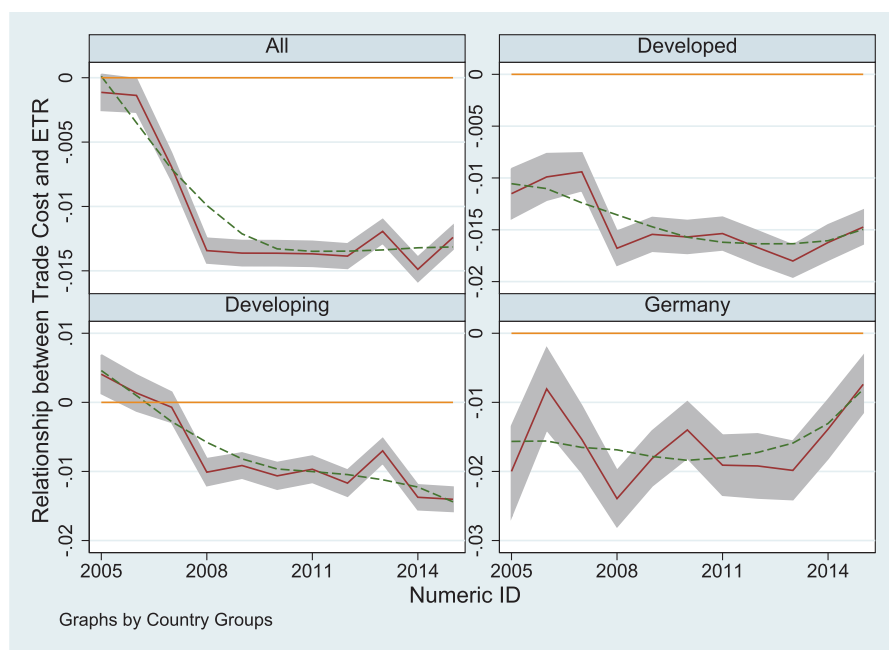 Relationship between Trade Cost and ETR
All
0
-.005
-.01
-.015
Developed
0
-.005
-.01
-.015
-.02
Developing
.01
0
-.01
-.02
2005 2008 2011 2014
Germany
0
-.01
-.02
-.03
2005 2008 2011 2014
Numeric ID
Graphs by Country Groups